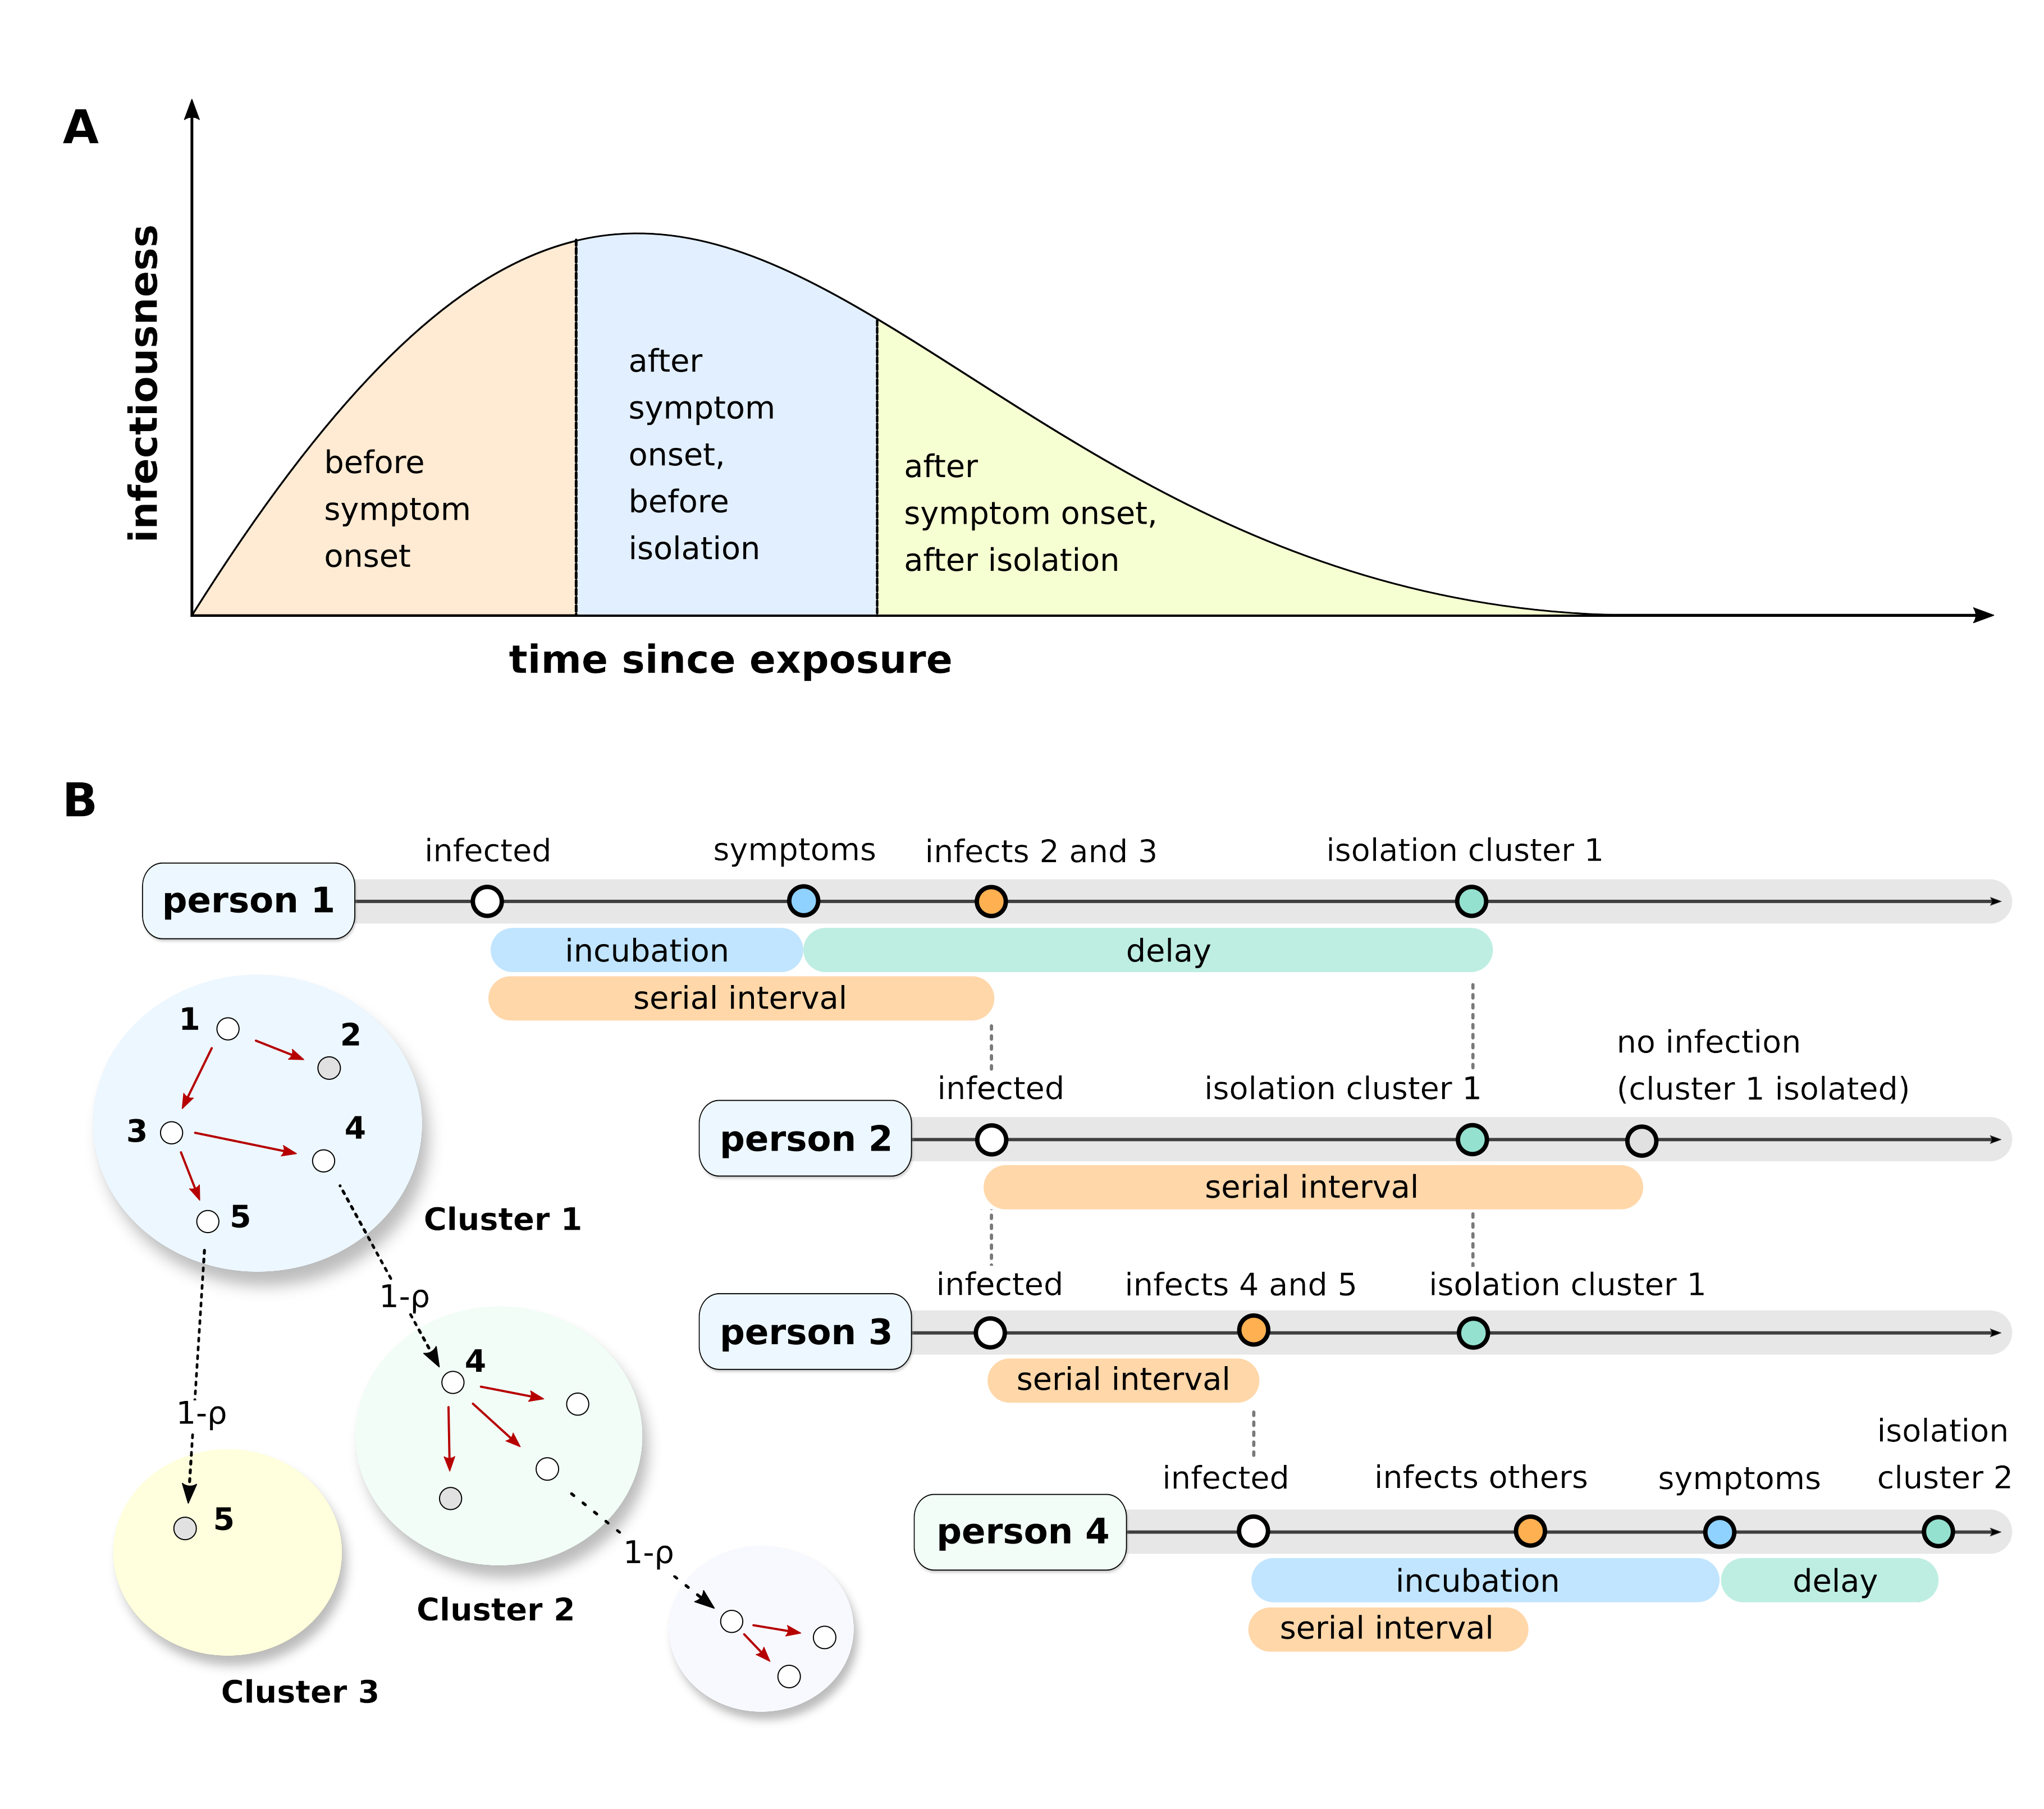 A
infectiousness
before
symptom
onset
after
symptom
onset,
before
isolation
after
symptom onset,
after isolation
time since exposure
B
infected
symptoms
infects 2 and 3
isolation cluster 1
person 1
incubation
delay
serial interval
1
2
3
4
5
Cluster 1
no infection
(cluster 1 isolated)
infected
isolation cluster 1
person 2
serial interval
infected
infects 4 and 5
isolation cluster 1
person 3
serial interval
1-ρ
1-ρ
4
Cluster 2
5
Cluster 3
1-ρ
isolation
cluster 2
infected
infects others
symptoms
person 4
incubation
delay
serial interval